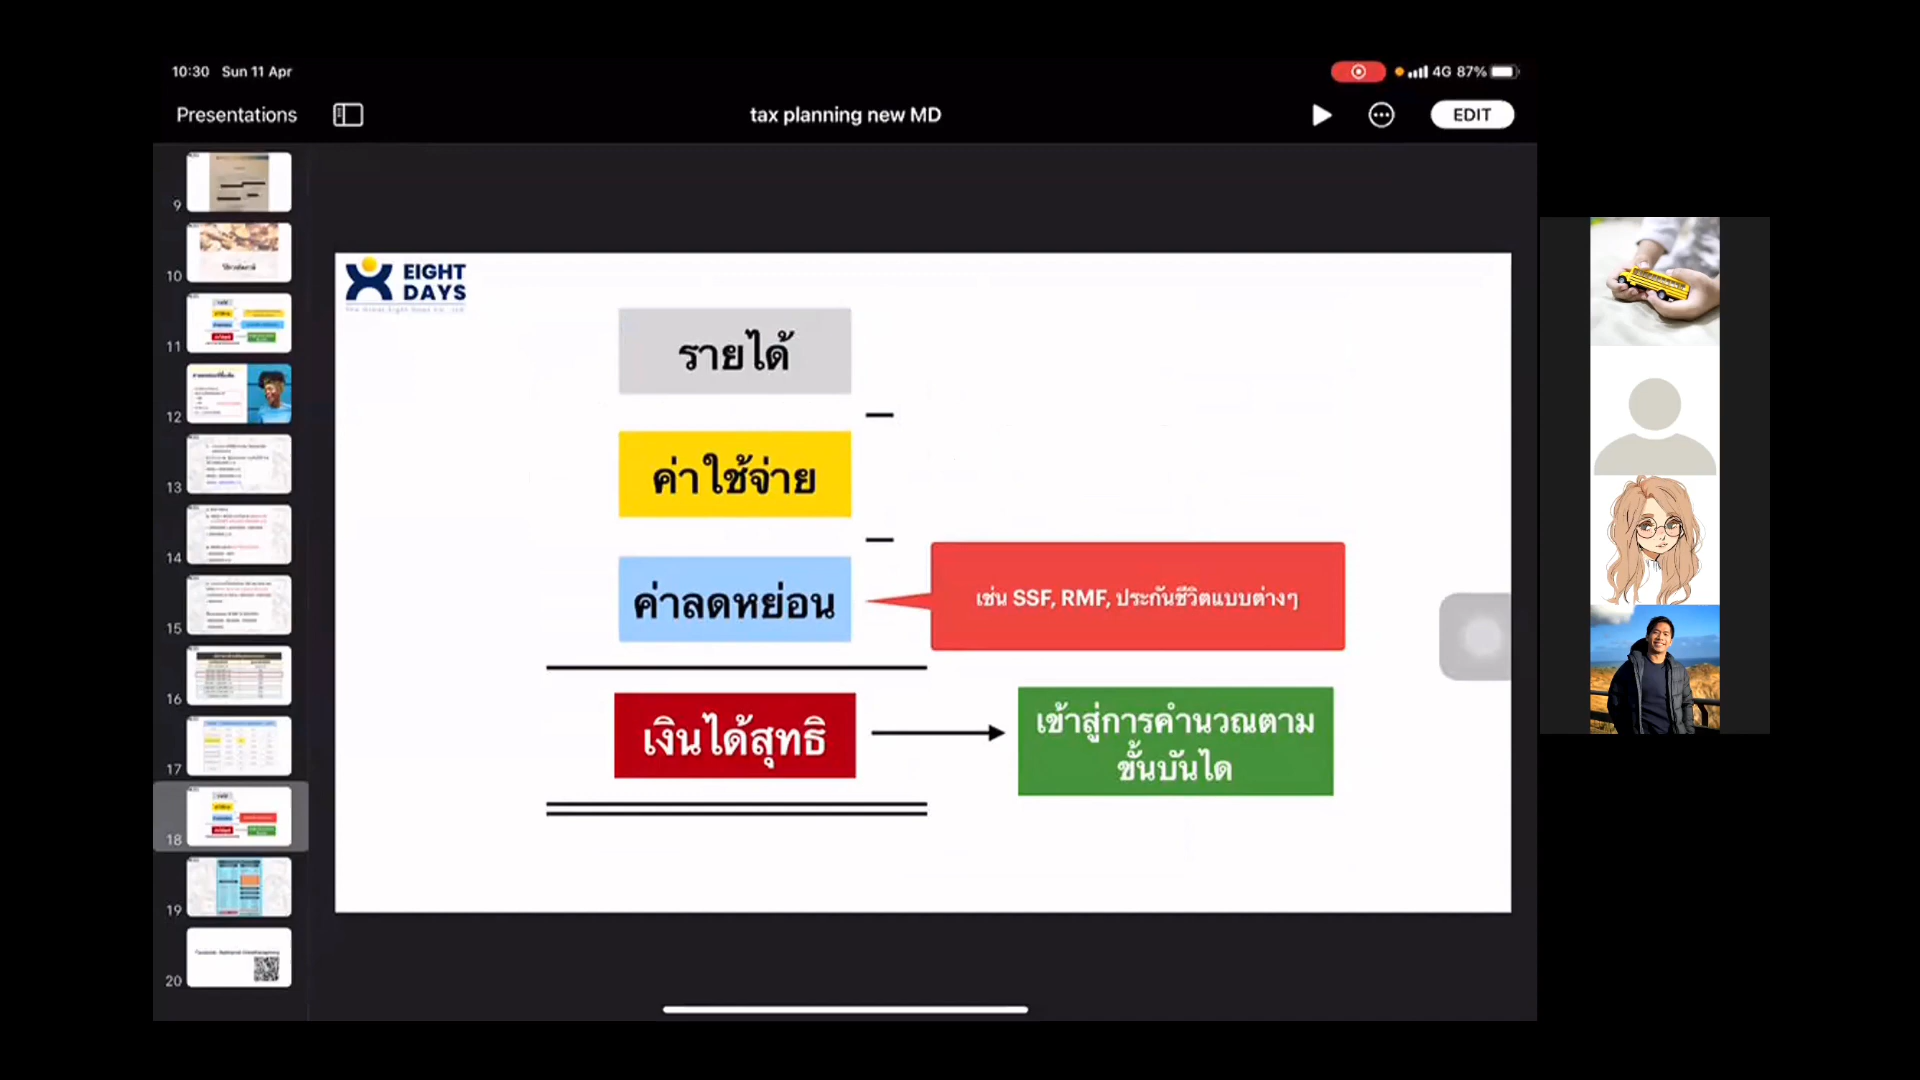 10:30 Sun 11 Apr
4G 87%
Presentations
tax planning new MD
EDIT
9
10
11
12
13
14
15
16
17
18
19
20
EIGHT
DAYS
รายได้
–
ค่าใช้จ่าย
–
ค่าลดหย่อน
เช่น SSF, RMF, ประกันชีวิตแบบต่างๆ
เงินได้สุทธิ
เข้าสู่การคำนวณตาม
ขั้นบันได